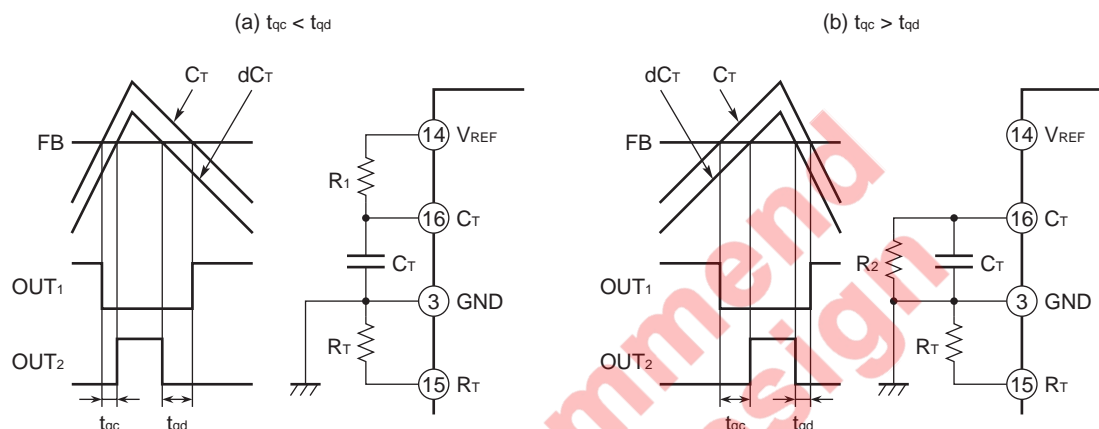 (a) tqc < tqd
CT
dCT
FB
OUT1
OUT2
tqc
tqd
14 VREF
R1
16 CT
CT
3 GND
RT
15 RT
(b) tqc > tqd
dCT
CT
FB
OUT1
OUT2
tqc
tqd
14 VREF
16 CT
R2
CT
3 GND
RT
15 RT